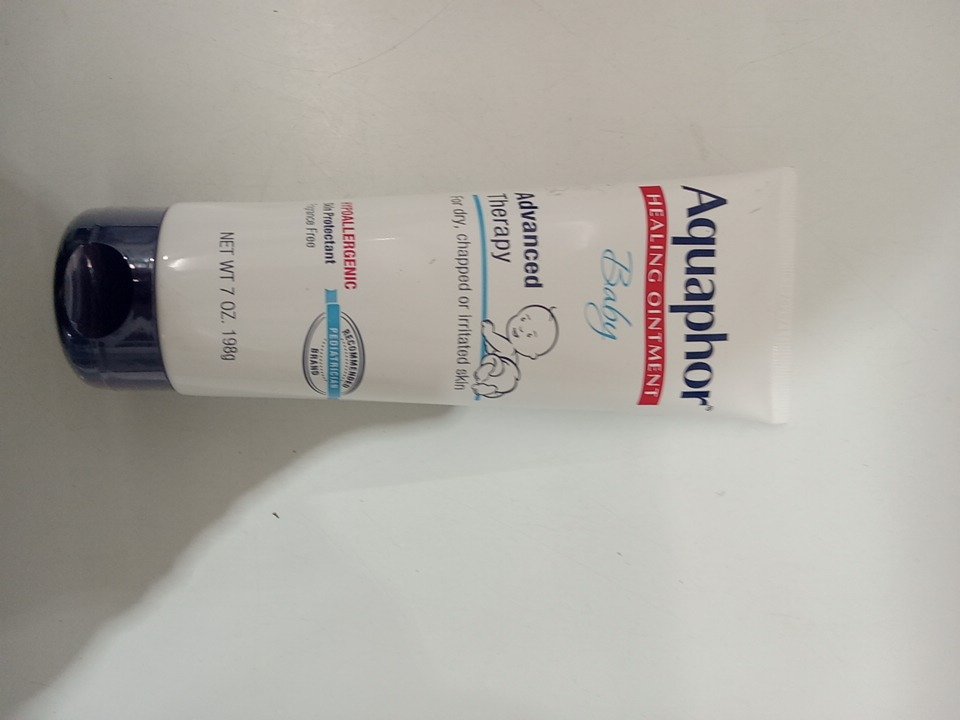 Aquaphor®
HEALING OINTMENT
Baby
Advanced
Therapy
For dry, chapped or irritated skin
HYPOALLERGENIC
Skin Protectant
Fragrance Free
RECOMMENDED
PEDIATRICIAN
BRAND
NET WT 7 OZ. 198g